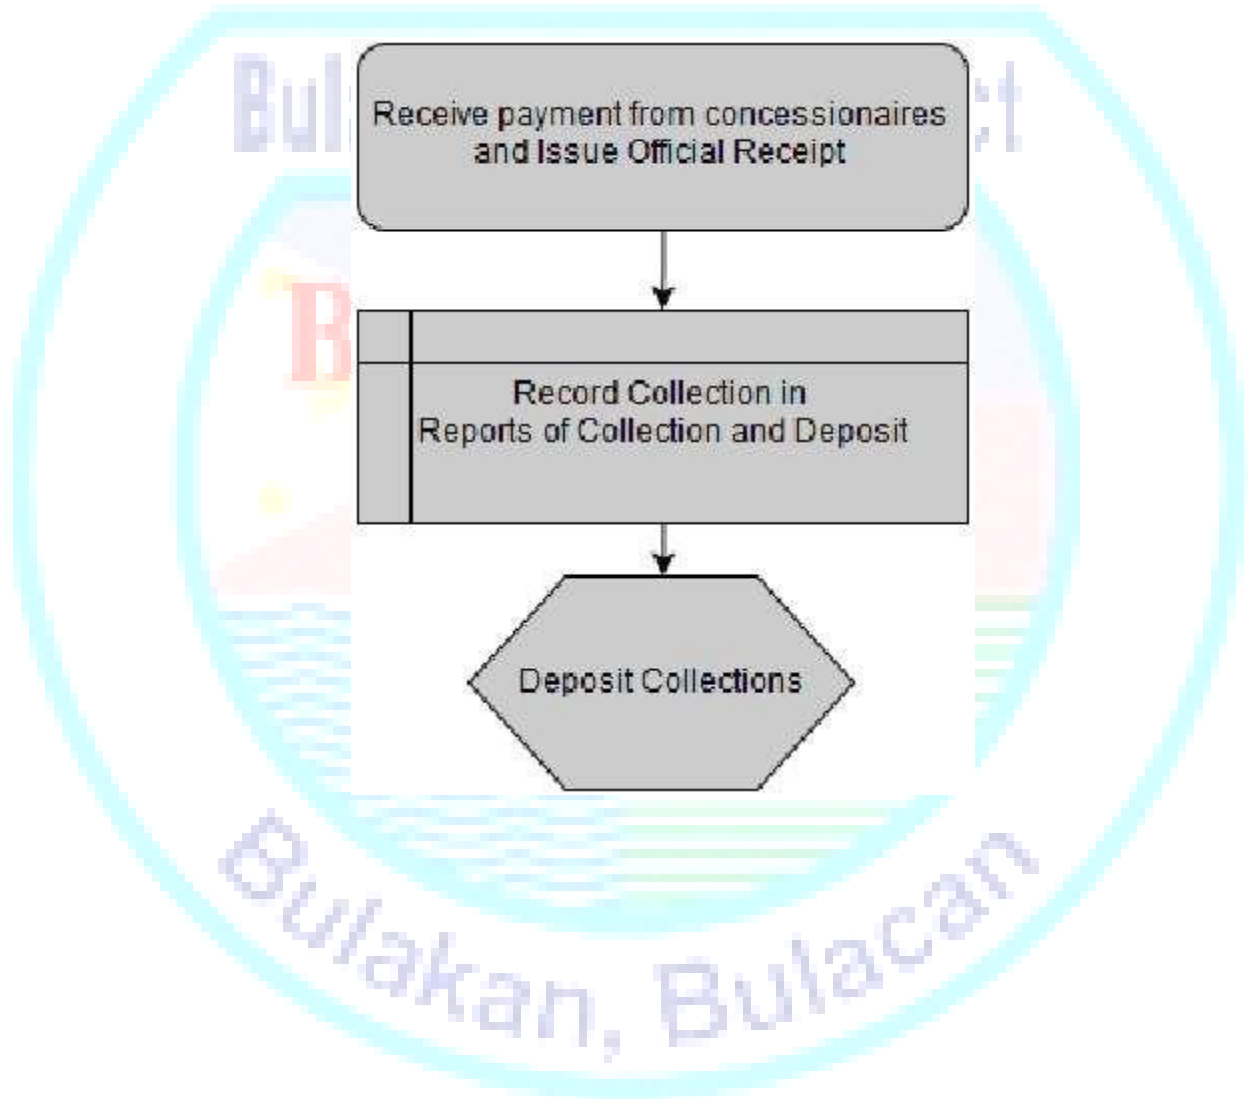 Receive payment from concessionaires
and Issue Official Receipt
Record Collection in
Reports of Collection and Deposit
Deposit Collections
Bulakan, Bulacan